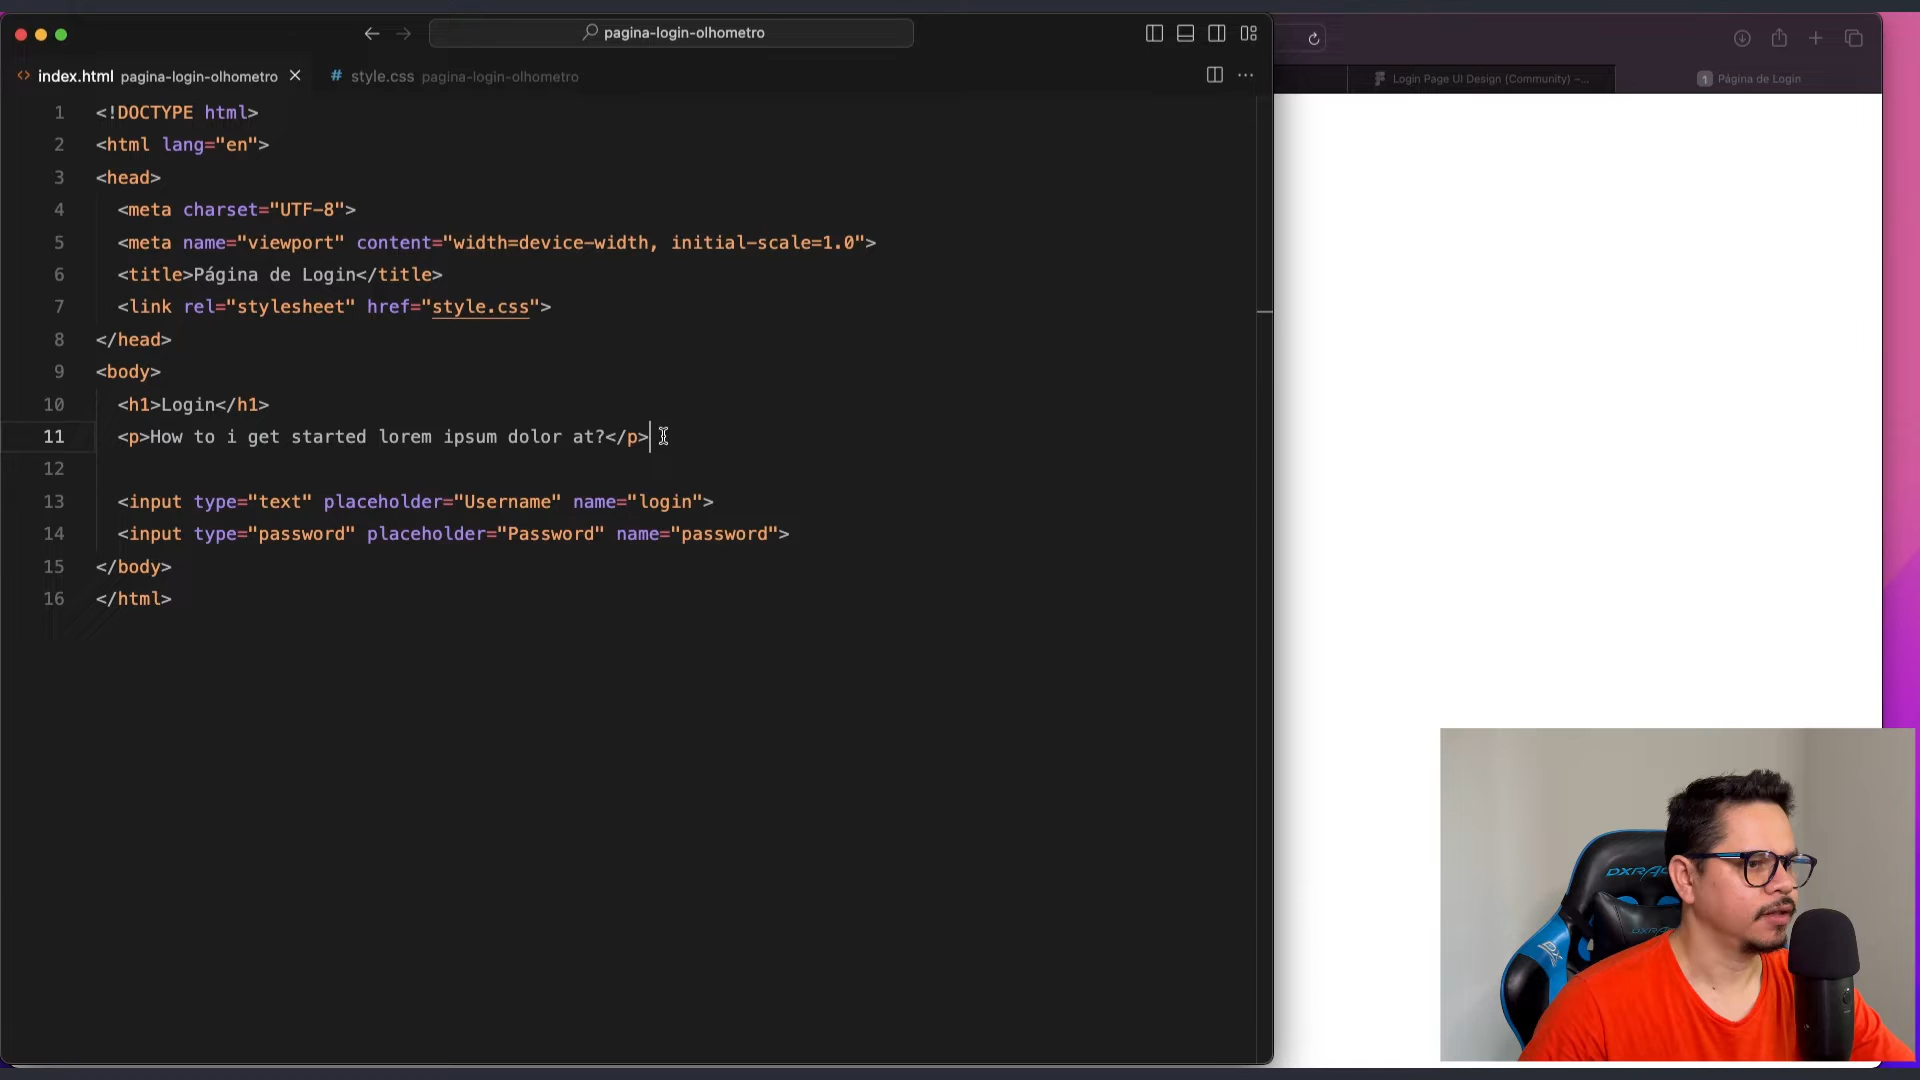 pagina-login-olhometro
index.html pagina-login-olhometro
# style.css pagina-login-olhometro
Login Page UI Design (Community) –...
1 Página de Login
1 <!DOCTYPE html>
2 <html lang="en">
3 <head>
4 <meta charset="UTF-8">
5 <meta name="viewport" content="width=device-width, initial-scale=1.0">
6 <title>Página de Login</title>
7 <link rel="stylesheet" href="style.css">
8 </head>
9 <body>
10 <h1>Login</h1>
11 <p>How to i get started lorem ipsum dolor at?</p>
12
13 <input type="text" placeholder="Username" name="login">
14 <input type="password" placeholder="Password" name="password">
15 </body>
16 </html>